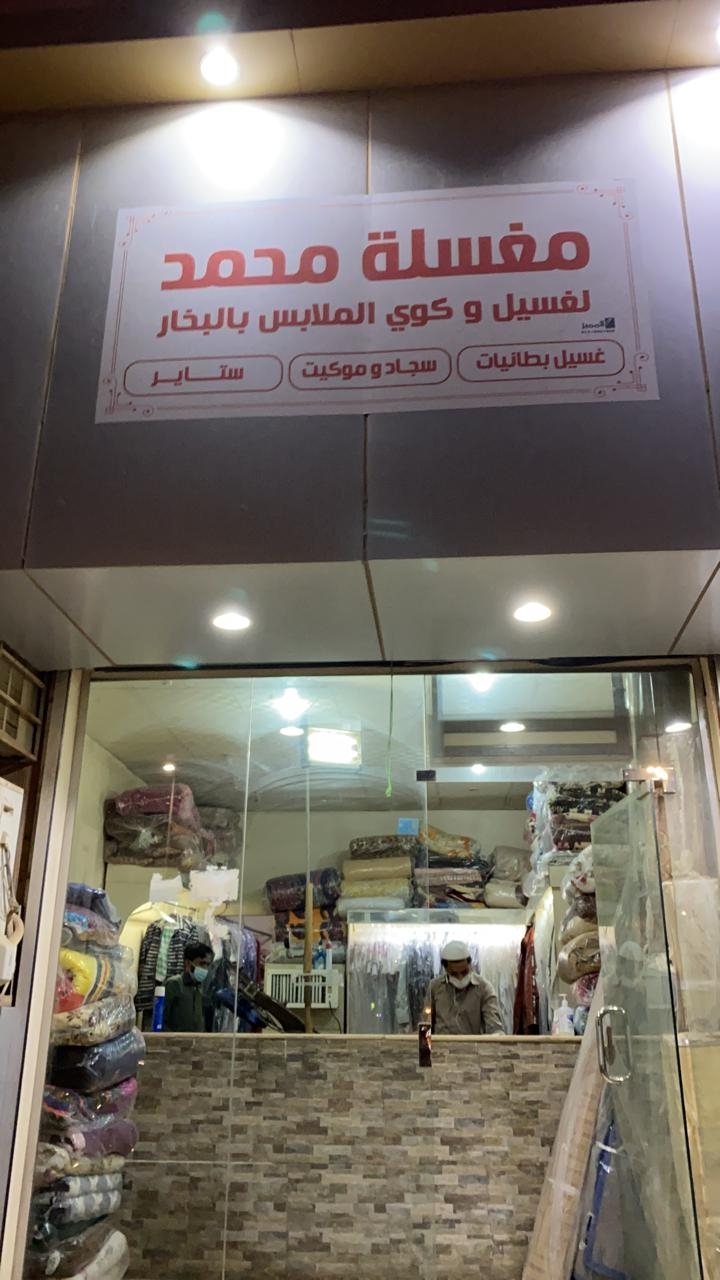 مغسلة محمد
لغسيل و كوي الملابس بالبخار
غسيل بطانيات
سجاد و موكيت
ستاير